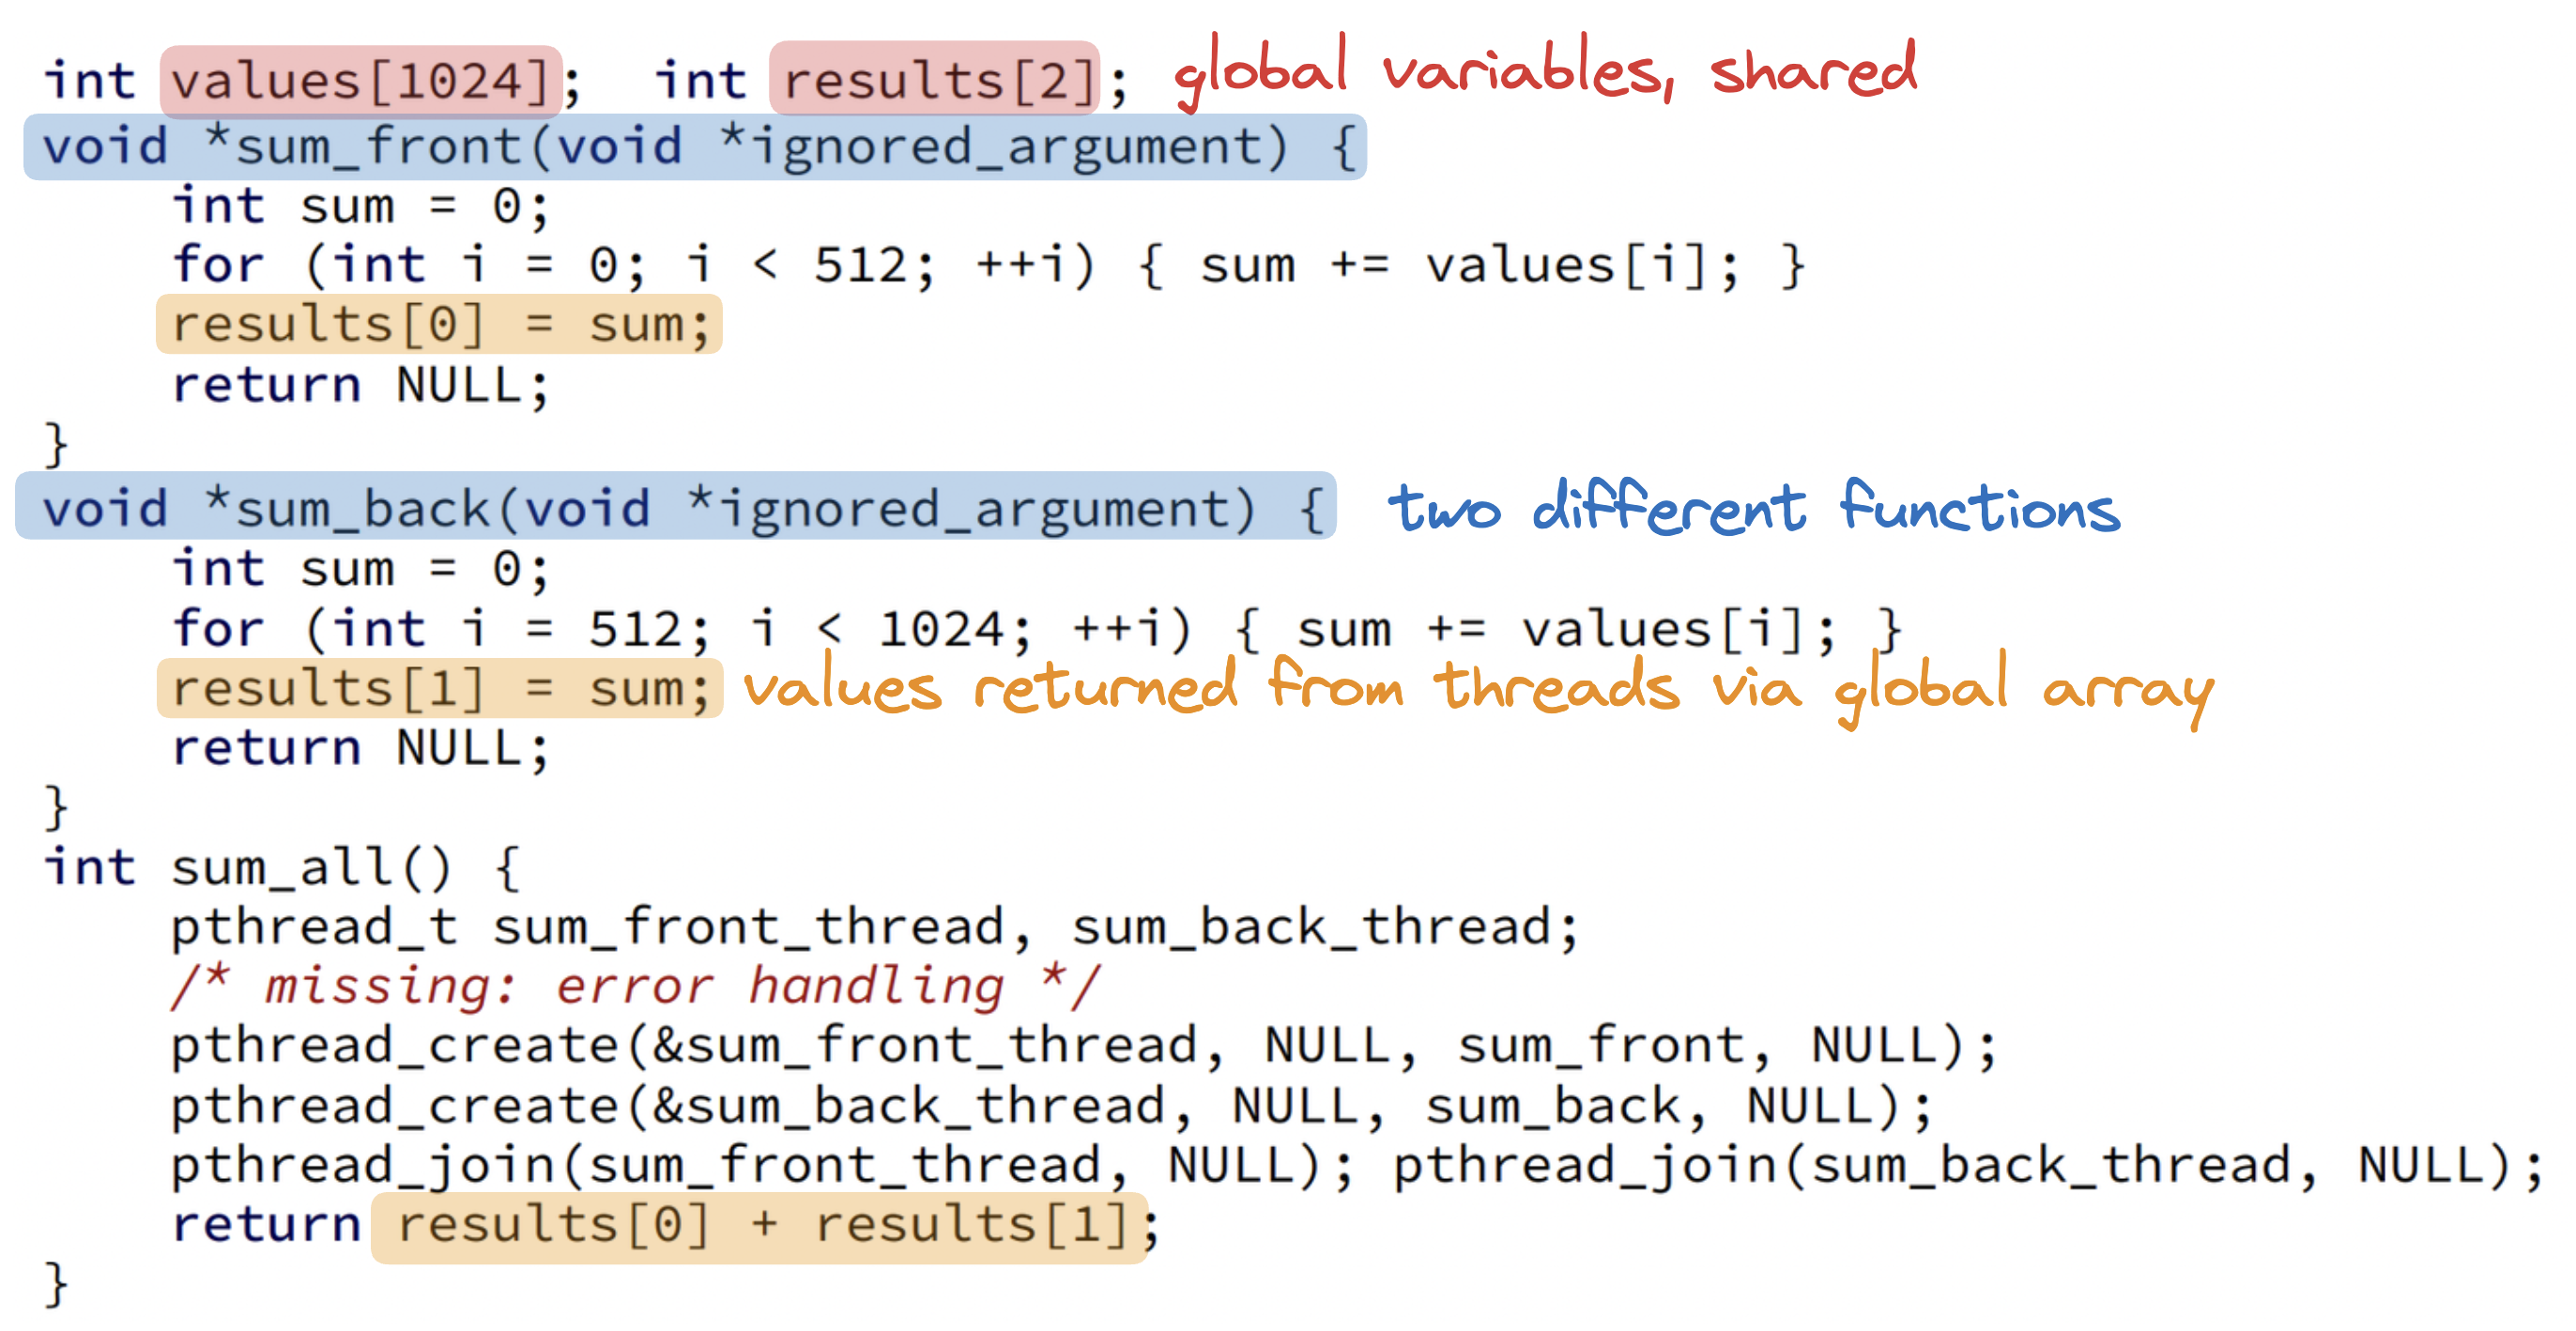 int values[1024];  int results[2]; global variables, shared
void *sum_front(void *ignored_argument) {
    int sum = 0;
    for (int i = 0; i < 512; ++i) { sum += values[i]; }
    results[0] = sum;
    return NULL;
}
void *sum_back(void *ignored_argument) { two different functions
    int sum = 0;
    for (int i = 512; i < 1024; ++i) { sum += values[i]; }
    results[1] = sum; values returned from threads via global array
    return NULL;
}
int sum_all() {
    pthread_t sum_front_thread, sum_back_thread;
    /* missing: error handling */
    pthread_create(&sum_front_thread, NULL, sum_front, NULL);
    pthread_create(&sum_back_thread, NULL, sum_back, NULL);
    pthread_join(sum_front_thread, NULL); pthread_join(sum_back_thread, NULL);
    return results[0] + results[1];
}